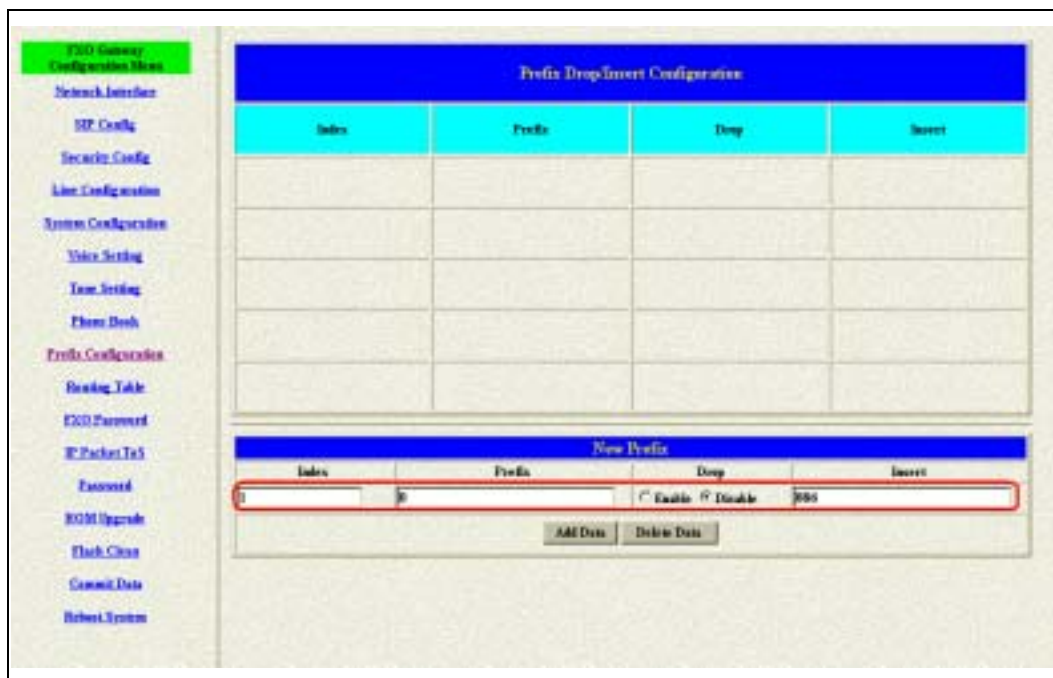 FXO Gateway
Configuration Menu
Network Interface
SIP Config
Security Config
Line Configuration
System Configuration
Voice Setting
Tone Setting
Phone Book
Prefix Configuration
Routing Table
FXO Password
IP Packet ToS
Password
ROM Upgrade
Flash Clean
Commit Data
Reboot System
Prefix Drop/Insert Configuration
Index Prefix Drop Insert
New Prefix
Index Prefix Drop Insert
1 0 Enable Disable 886
Add Data Delete Data